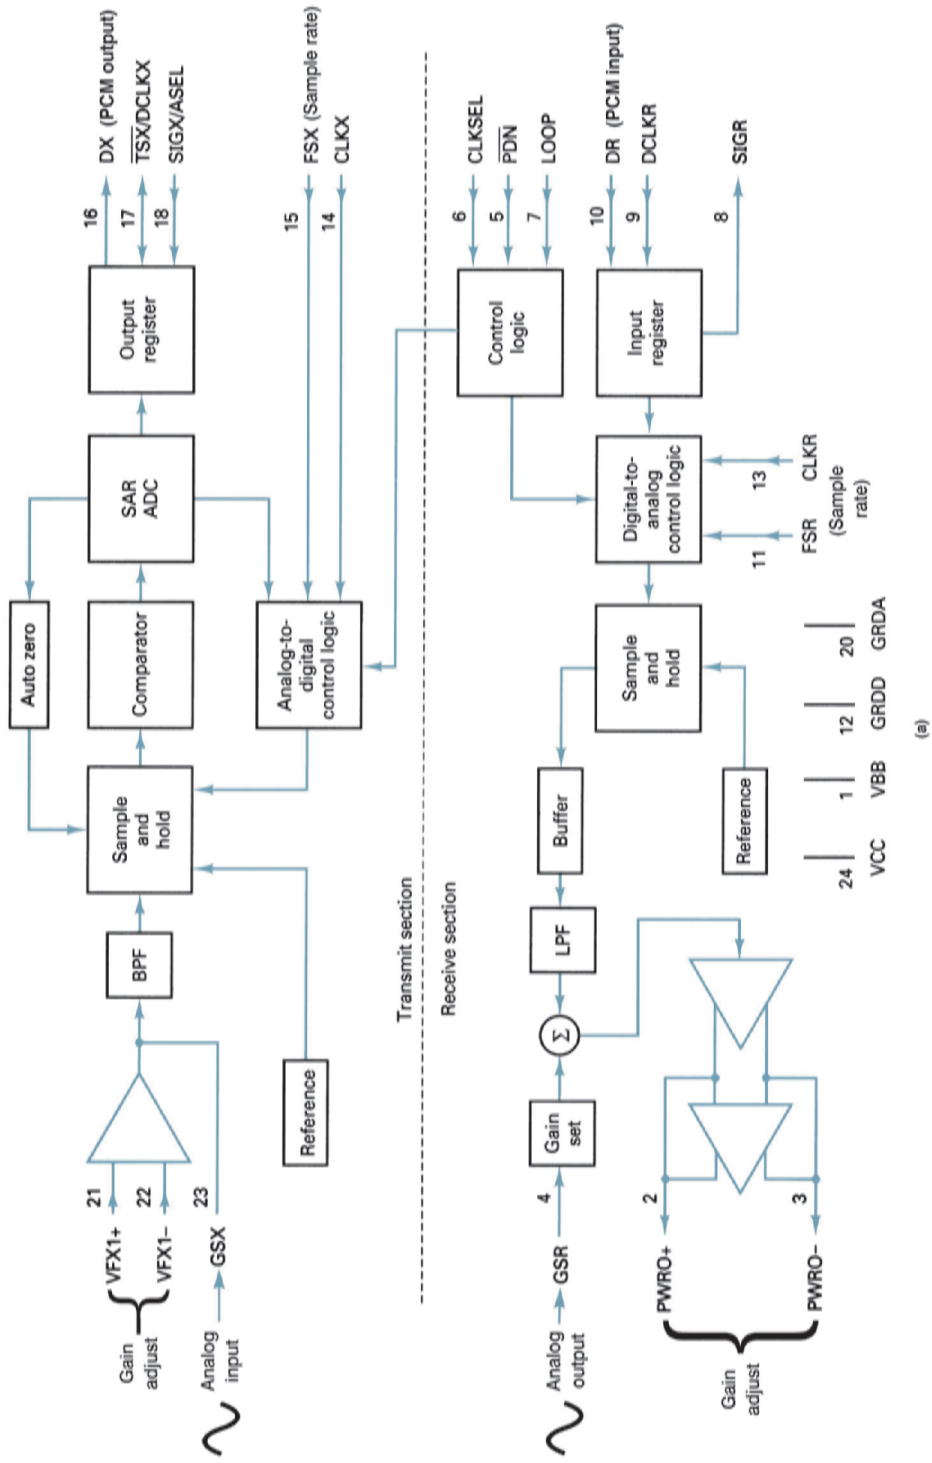 Gain
adjust
VFX1+
21
VFX1–
22
GSX
23
Analog
input
BPF
Sample
and
hold
Auto zero
Comparator
SAR
ADC
Output
register
16
DX (PCM output)
17
TSX/DCLKX
18
SIGX/ASEL
Reference
Analog-to-
digital
control logic
15
FSX (Sample rate)
14
CLKX
Transmit section
Receive section
Analog
output
GSR
4
Gain
set
Σ
LPF
Buffer
Control
logic
6
CLKSEL
5
PDN
7
LOOP
Sample
and
hold
Digital-to-
analog
control logic
Input
register
10
DR (PCM input)
9
DCLKR
8
SIGR
PWRO+
2
PWRO–
3
Gain
adjust
Reference
11
13
FSR
CLKR
(Sample
rate)
24
1
12
20
VCC
VBB
GRDD
GRDA
(a)